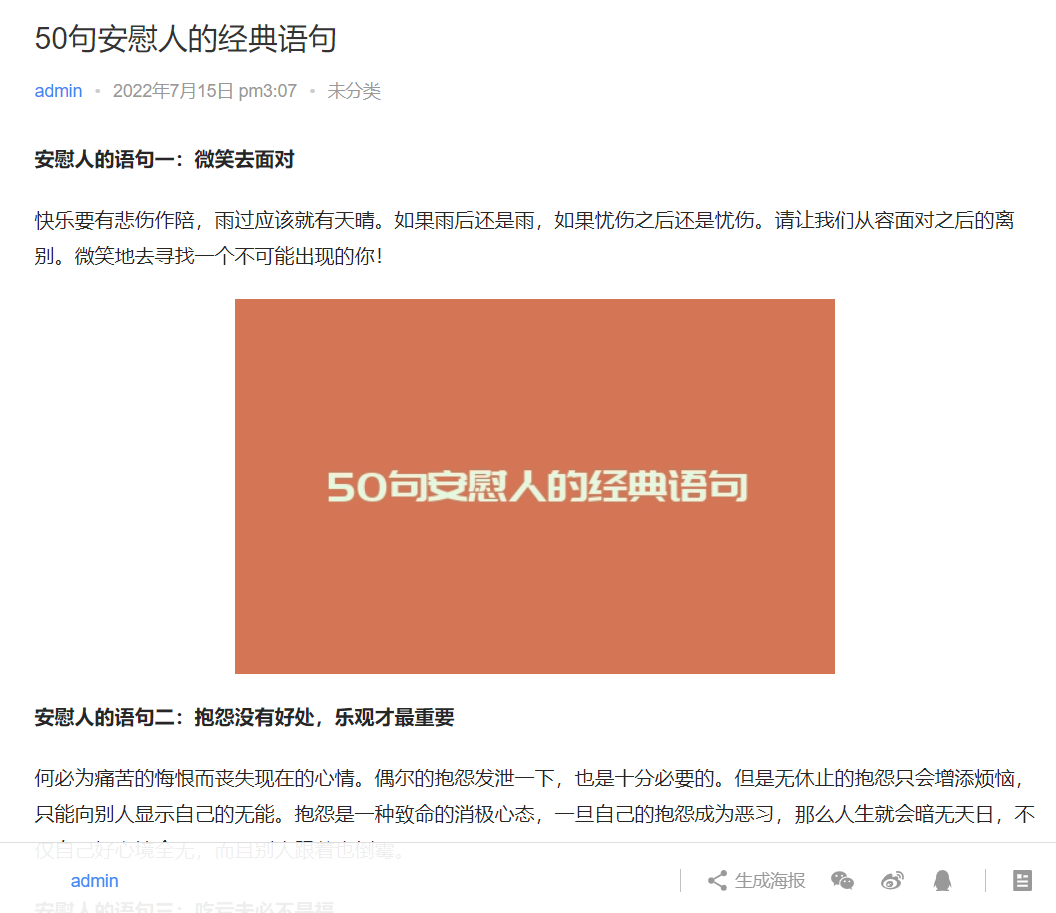 50句安慰人的经典语句
admin • 2022年7月15日 pm3:07 • 未分类
安慰人的语句一：微笑去面对
快乐要有悲伤作陪，雨过应该就有天晴。如果雨后还是雨，如果忧伤之后还是忧伤。请让我们从容面对之后的离
别。微笑地去寻找一个不可能出现的你！
50句安慰人的经典语句
安慰人的语句二：抱怨没有好处，乐观才最重要
何必为痛苦的悔恨而丧失现在的心情。偶尔的抱怨发泄一下，也是十分必要的。但是无休止的抱怨只会增添烦恼，
只能向别人显示自己的无能。抱怨是一种致命的消极心态，一旦自己的抱怨成为恶习，那么人生就会暗无天日，不
仅自己好心境全无，而且别人跟着也倒霉。
admin 生成海报
安慰人的语句三：吃亏未必不是福